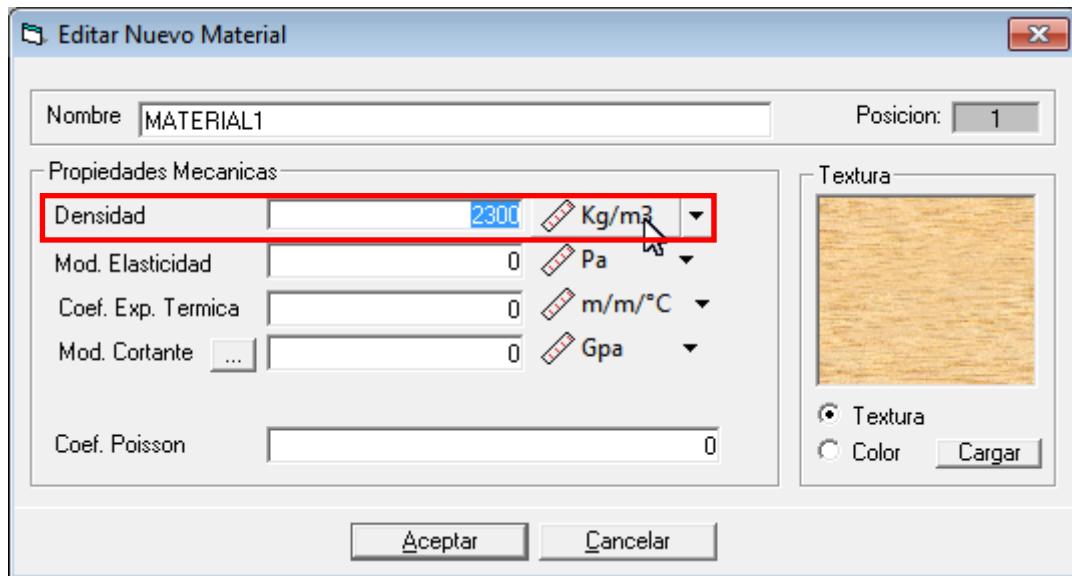 Editar Nuevo Material
Nombre MATERIAL1 Posicion: 1
Propiedades Mecanicas
Densidad 2300 Kg/m3
Mod. Elasticidad 0 Pa
Coef. Exp. Termica 0 m/m/°C
Mod. Cortante ... 0 Gpa
Coef. Poisson 0
Textura
Textura
Color Cargar
Aceptar Cancelar